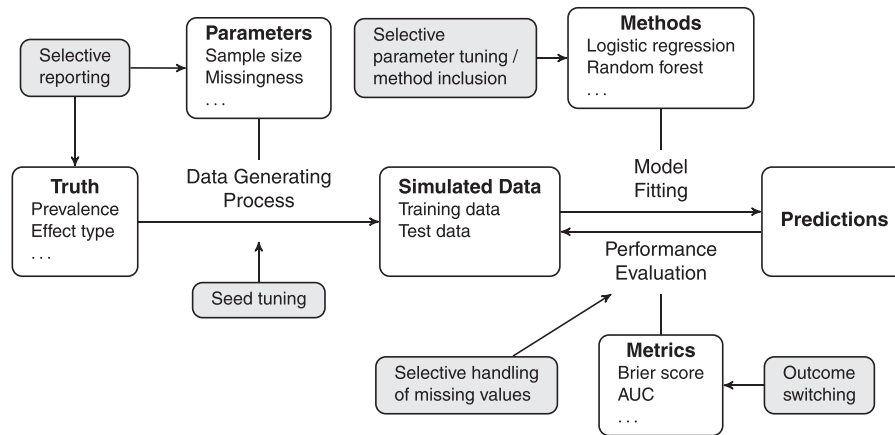 Selective
reporting
Parameters
Sample size
Missingness
...
Selective
parameter tuning /
method inclusion
Methods
Logistic regression
Random forest
...
Truth
Prevalence
Effect type
...
Data Generating
Process
Simulated Data
Training data
Test data
Model
Fitting
Predictions
Performance
Evaluation
Seed tuning
Selective handling
of missing values
Metrics
Brier score
AUC
...
Outcome
switching